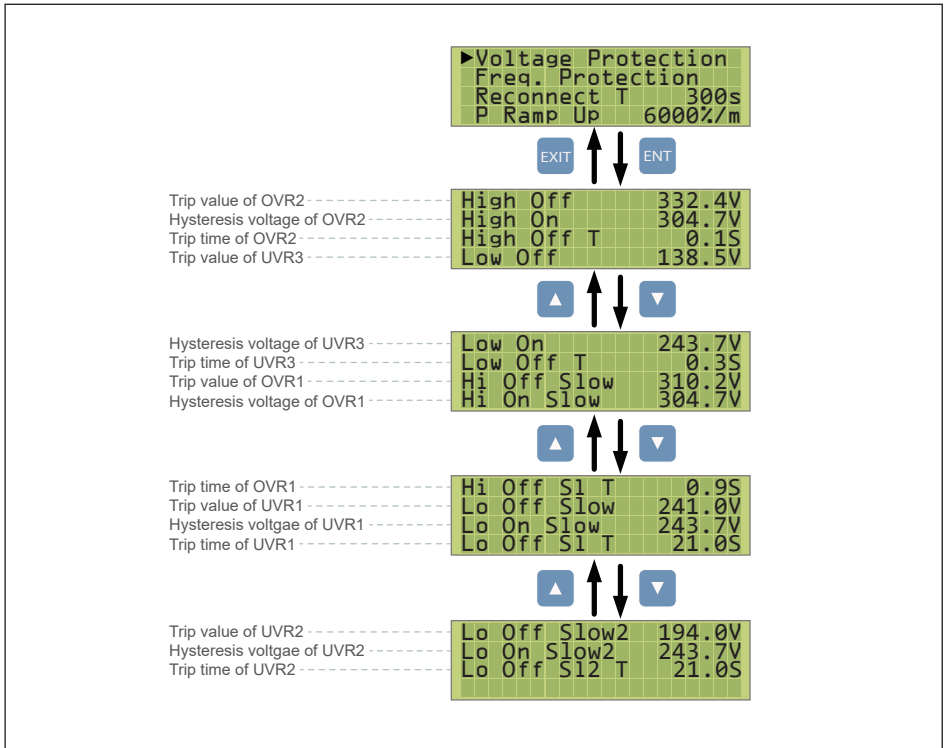 ►Voltage Protection
Freq. Protection
Reconnect T 300s
P Ramp Up 6000%/m
EXIT ENT
Trip value of OVR2 High Off 332.4V
Hysteresis voltage of OVR2 High On 304.7V
Trip time of OVR2 High Off T 0.1S
Trip value of UVR3 Low Off 138.5V
Hysteresis voltage of UVR3 Low On 243.7V
Trip time of UVR3 Low Off T 0.3S
Trip value of OVR1 Hi Off Slow 310.2V
Hysteresis voltage of OVR1 Hi On Slow 304.7V
Trip time of OVR1 Hi Off Sl T 0.9S
Trip value of UVR1 Lo Off Slow 241.0V
Hysteresis voltgae of UVR1 Lo On Slow 243.7V
Trip time of UVR1 Lo Off Sl T 21.0S
Trip value of UVR2 Lo Off Slow2 194.0V
Hysteresis voltgae of UVR2 Lo On Slow2 243.7V
Trip time of UVR2 Lo Off Sl2 T 21.0S